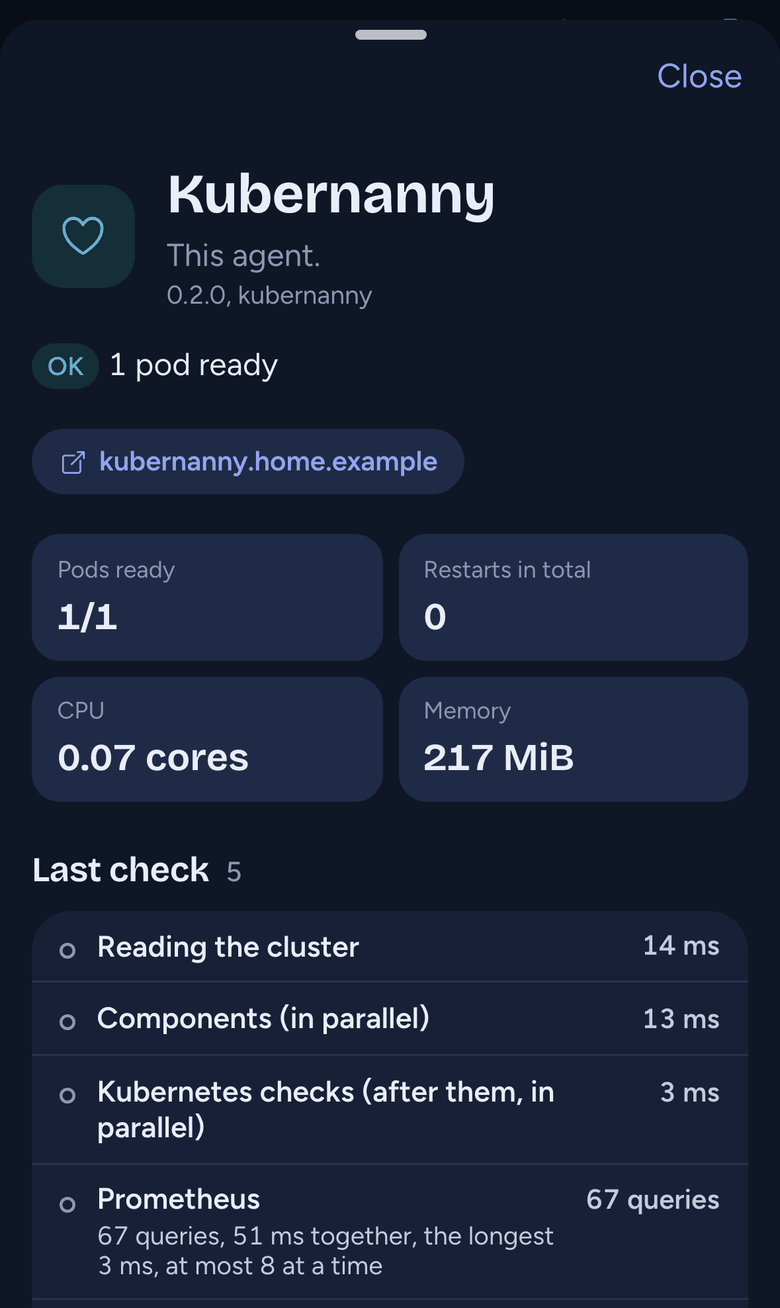 Close
Kubernanny
This agent.
0.2.0, kubernanny
OK 1 pod ready
kubernanny.home.example
Pods ready
1/1
Restarts in total
0
CPU
0.07 cores
Memory
217 MiB
Last check 5
Reading the cluster 14 ms
Components (in parallel) 13 ms
Kubernetes checks (after them, in 3 ms
parallel)
Prometheus 67 queries
67 queries, 51 ms together, the longest
3 ms, at most 8 at a time